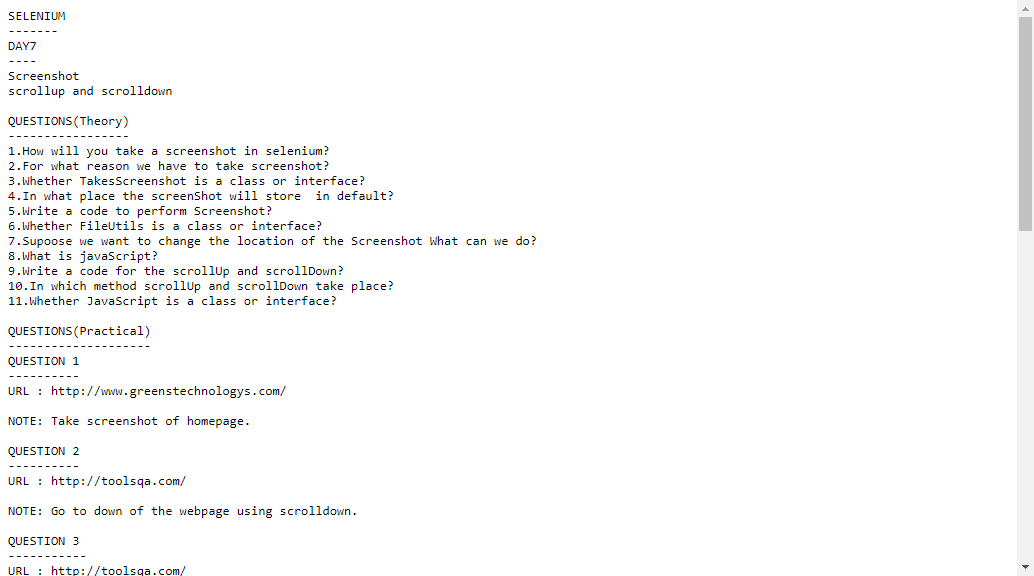 SELENIUM
-------
DAY7
----
Screenshot
scrollup and scrolldown

QUESTIONS(Theory)
-----------------
1.How will you take a screenshot in selenium?
2.For what reason we have to take screenshot?
3.Whether TakesScreenshot is a class or interface?
4.In what place the screenShot will store  in default?
5.Write a code to perform Screenshot?
6.Whether FileUtils is a class or interface?
7.Supoose we want to change the location of the Screenshot What can we do?
8.What is javaScript?
9.Write a code for the scrollUp and scrollDown?
10.In which method scrollUp and scrollDown take place?
11.Whether JavaScript is a class or interface?

QUESTIONS(Practical)
--------------------
QUESTION 1
----------
URL : http://www.greenstechnologys.com/

NOTE: Take screenshot of homepage.

QUESTION 2
----------
URL : http://toolsqa.com/

NOTE: Go to down of the webpage using scrolldown.

QUESTION 3
-----------
URL : http://toolsqa.com/